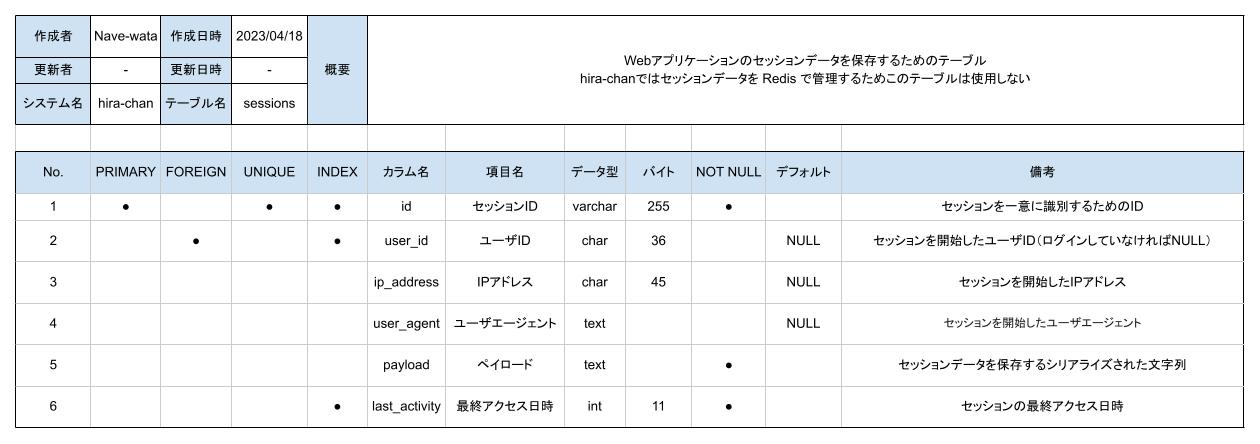 作成者 Nave-wata 作成日時 2023/04/18 概要
Webアプリケーションのセッションデータを保存するためのテーブル
hira-chanではセッションデータを Redis で管理するためこのテーブルは使用しない
更新者 - 更新日時 -
システム名 hira-chan テーブル名 sessions
No. PRIMARY FOREIGN UNIQUE INDEX カラム名 項目名 データ型 バイト NOT NULL デフォルト 備考
1 ● ● ● id セッションID varchar 255 ● セッションを一意に識別するためのID
2 ● ● user_id ユーザID char 36 NULL セッションを開始したユーザID（ログインしていなければNULL）
3 ip_address IPアドレス char 45 NULL セッションを開始したIPアドレス
4 user_agent ユーザエージェント text NULL セッションを開始したユーザエージェント
5 payload ペイロード text ● セッションデータを保存するシリアライズされた文字列
6 ● last_activity 最終アクセス日時 int 11 ● セッションの最終アクセス日時